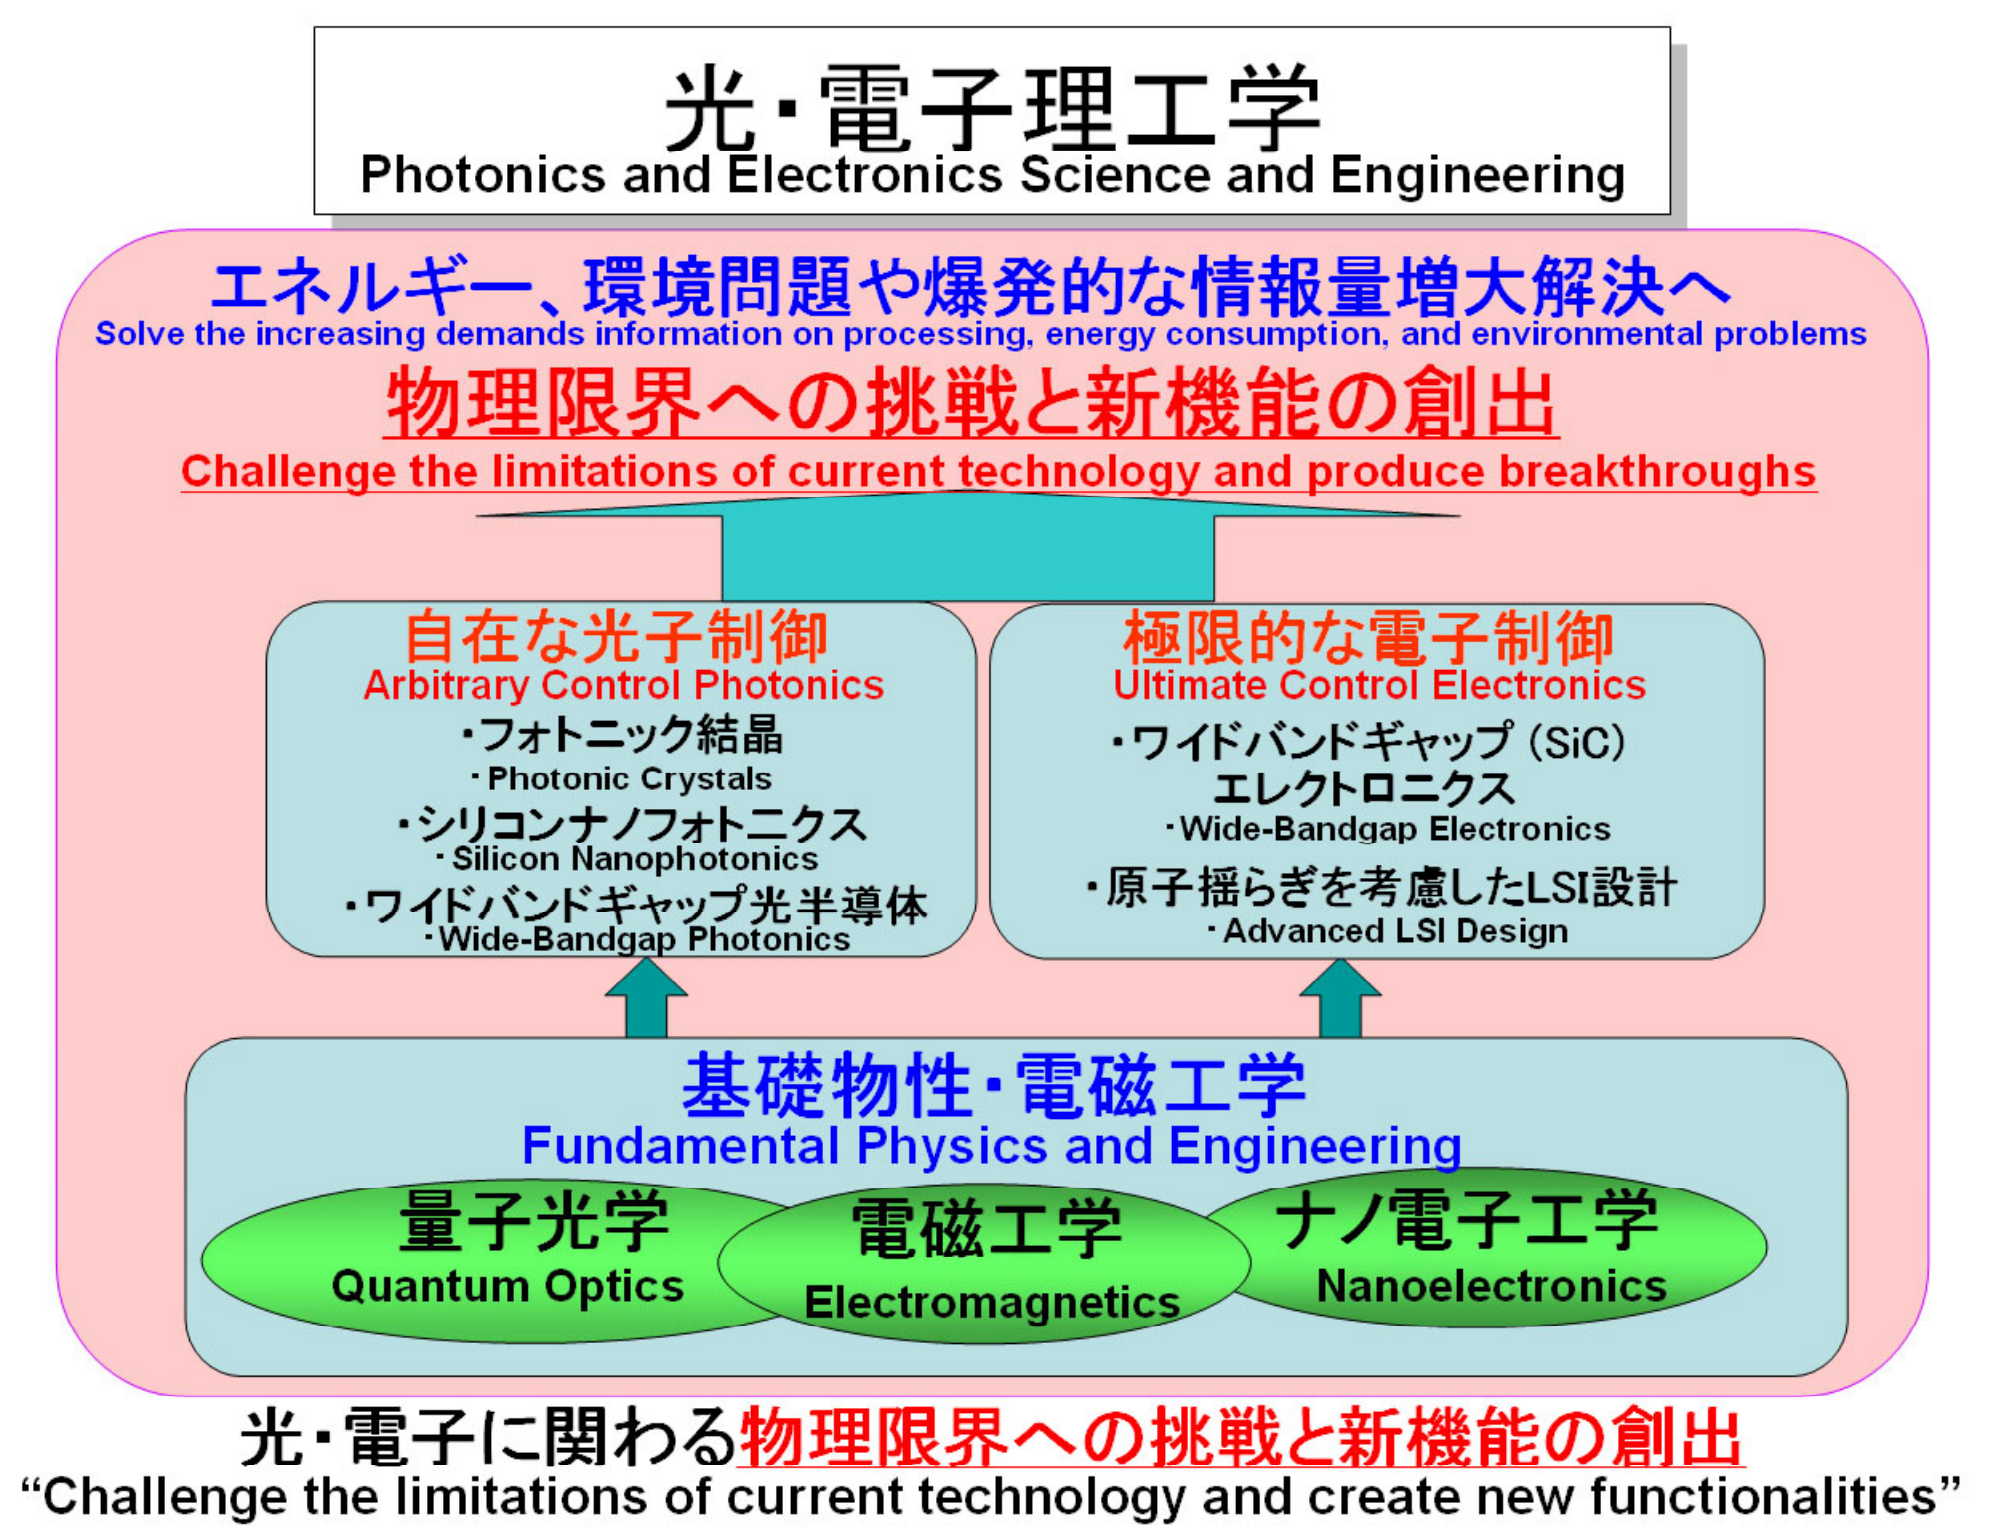 光・電子理工学
Photonics and Electronics Science and Engineering
エネルギー、環境問題や爆発的な情報量増大解決へ
Solve the increasing demands information on processing, energy consumption, and environmental problems
物理限界への挑戦と新機能の創出
Challenge the limitations of current technology and produce breakthroughs
自在な光子制御
Arbitrary Control Photonics
・フォトニック結晶
・Photonic Crystals
・シリコンナノフォトニクス
・Silicon Nanophotonics
・ワイドバンドギャップ光半導体
・Wide-Bandgap Photonics
極限的な電子制御
Ultimate Control Electronics
・ワイドバンドギャップ (SiC)
エレクトロニクス
・Wide-Bandgap Electronics
・原子揺らぎを考慮したLSI設計
・Advanced LSI Design
基礎物性・電磁工学
Fundamental Physics and Engineering
量子光学
Quantum Optics
電磁工学
Electromagnetics
ナノ電子工学
Nanoelectronics
光・電子に関わる物理限界への挑戦と新機能の創出
“Challenge the limitations of current technology and create new functionalities”